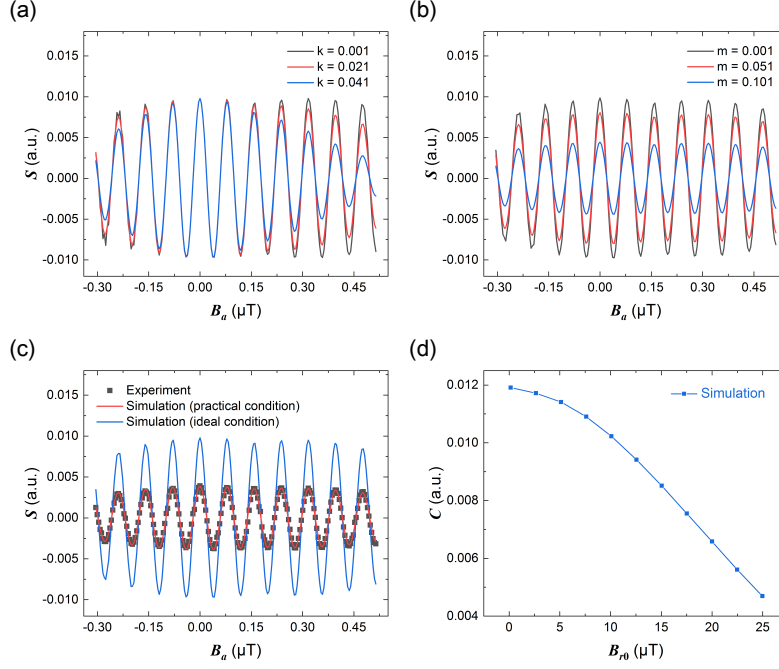 (a)
k = 0.001
k = 0.021
k = 0.041
0.015
0.010
0.005
0.000
-0.005
-0.010
S (a.u.)
-0.30 -0.15 0.00 0.15 0.30 0.45
Ba (μT)
(b)
m = 0.001
m = 0.051
m = 0.101
0.015
0.010
0.005
0.000
-0.005
-0.010
S (a.u.)
-0.30 -0.15 0.00 0.15 0.30 0.45
Ba (μT)
(c)
Experiment
Simulation (practical condition)
Simulation (ideal condition)
0.015
0.010
0.005
0.000
-0.005
-0.010
S (a.u.)
-0.30 -0.15 0.00 0.15 0.30 0.45
Ba (μT)
(d)
Simulation
0.012
0.010
0.008
0.006
0.004
C (a.u.)
0 5 10 15 20 25
Br0 (μT)